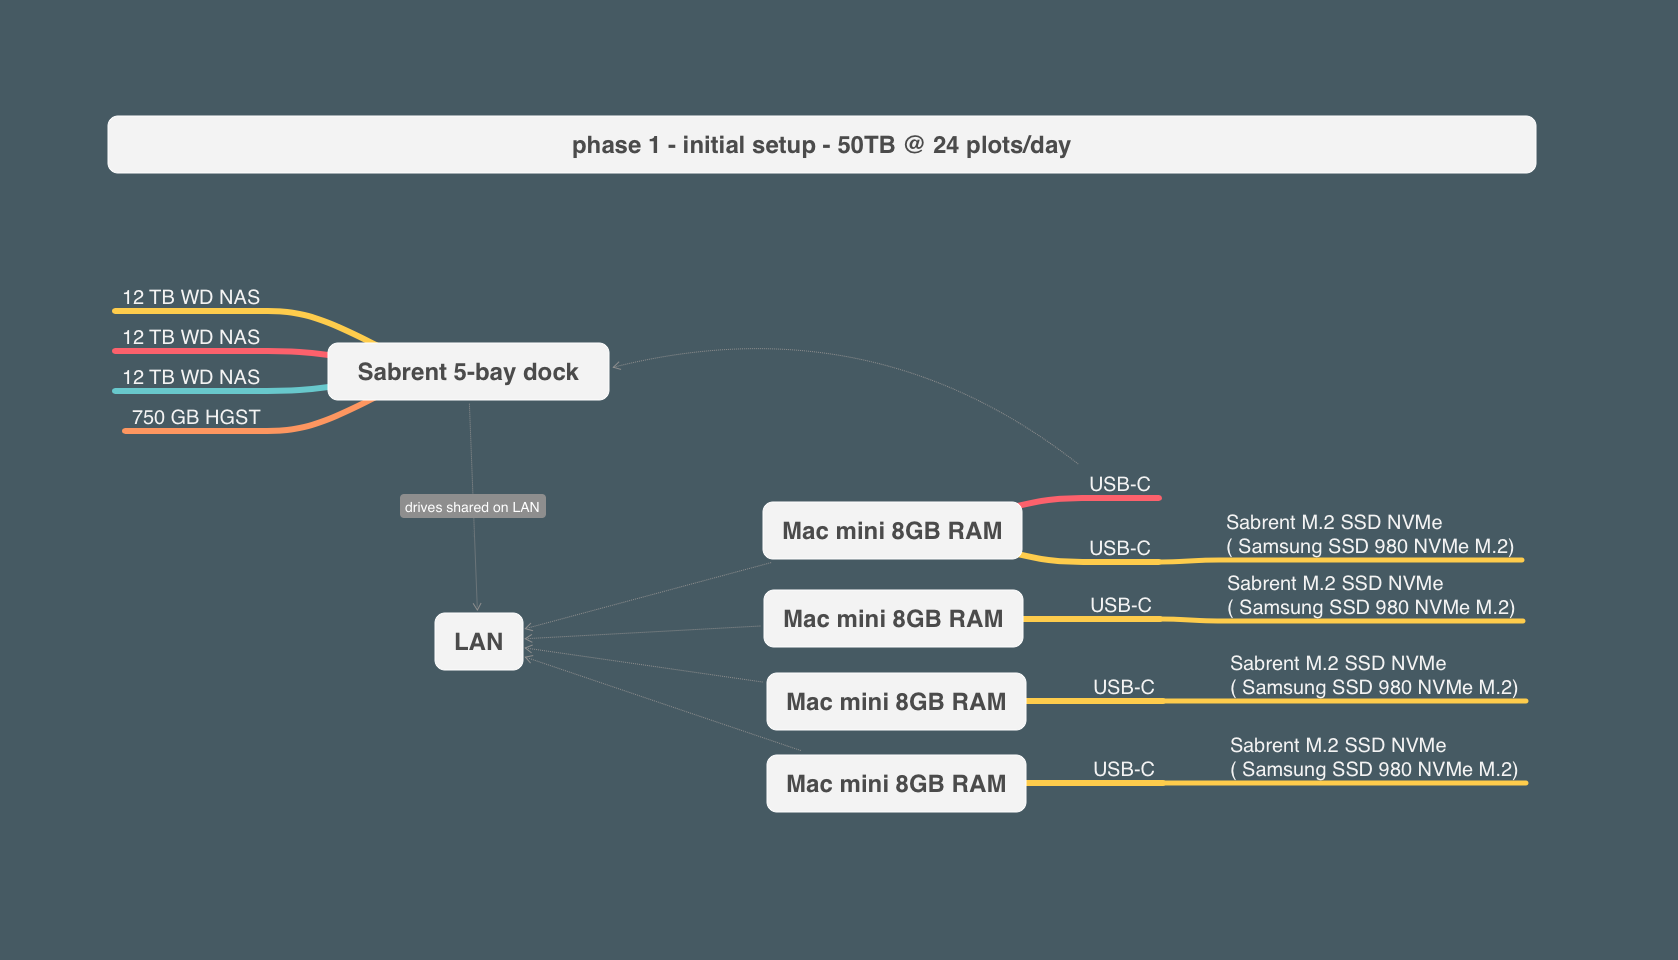 phase 1 - initial setup - 50TB @ 24 plots/day
12 TB WD NAS
12 TB WD NAS
12 TB WD NAS
750 GB HGST
Sabrent 5-bay dock
drives shared on LAN
LAN
Mac mini 8GB RAM
USB-C
USB-C
Sabrent M.2 SSD NVMe
( Samsung SSD 980 NVMe M.2)
Mac mini 8GB RAM
USB-C
Sabrent M.2 SSD NVMe
( Samsung SSD 980 NVMe M.2)
Mac mini 8GB RAM
USB-C
Sabrent M.2 SSD NVMe
( Samsung SSD 980 NVMe M.2)
Mac mini 8GB RAM
USB-C
Sabrent M.2 SSD NVMe
( Samsung SSD 980 NVMe M.2)